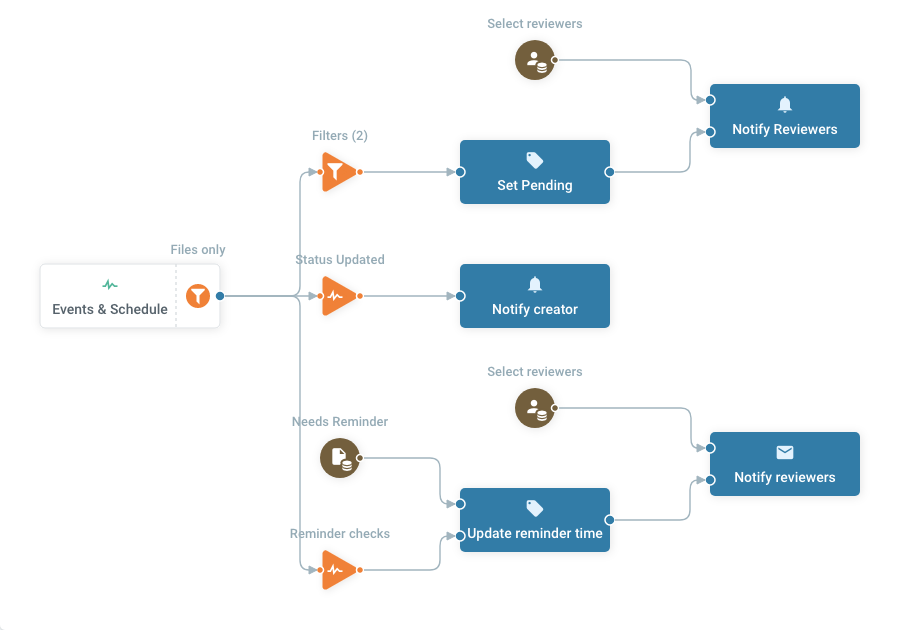 Select reviewers
Notify Reviewers
Filters (2)
Set Pending
Files only
Status Updated
Events & Schedule
Notify creator
Select reviewers
Needs Reminder
Notify reviewers
Reminder checks
Update reminder time